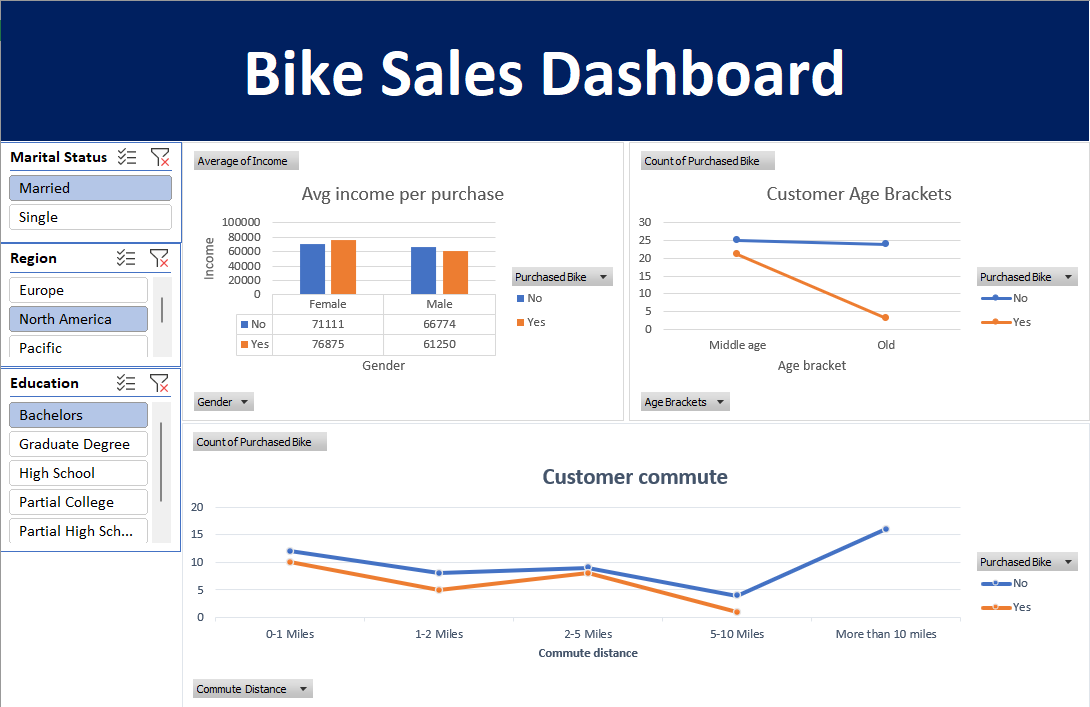 Bike Sales Dashboard
Marital Status
Married
Single
Region
Europe
North America
Pacific
Education
Bachelors
Graduate Degree
High School
Partial College
Partial High Sch...
Average of Income
Avg income per purchase
100000
80000
60000
40000
20000
0
Income
Female Male
No 71111 66774
Yes 76875 61250
Gender
Purchased Bike
No
Yes
Gender
Count of Purchased Bike
Customer Age Brackets
30
25
20
15
10
5
0
Middle age Old
Age bracket
Purchased Bike
No
Yes
Age Brackets
Count of Purchased Bike
Customer commute
20
15
10
5
0
0-1 Miles 1-2 Miles 2-5 Miles 5-10 Miles More than 10 miles
Commute distance
Purchased Bike
No
Yes
Commute Distance